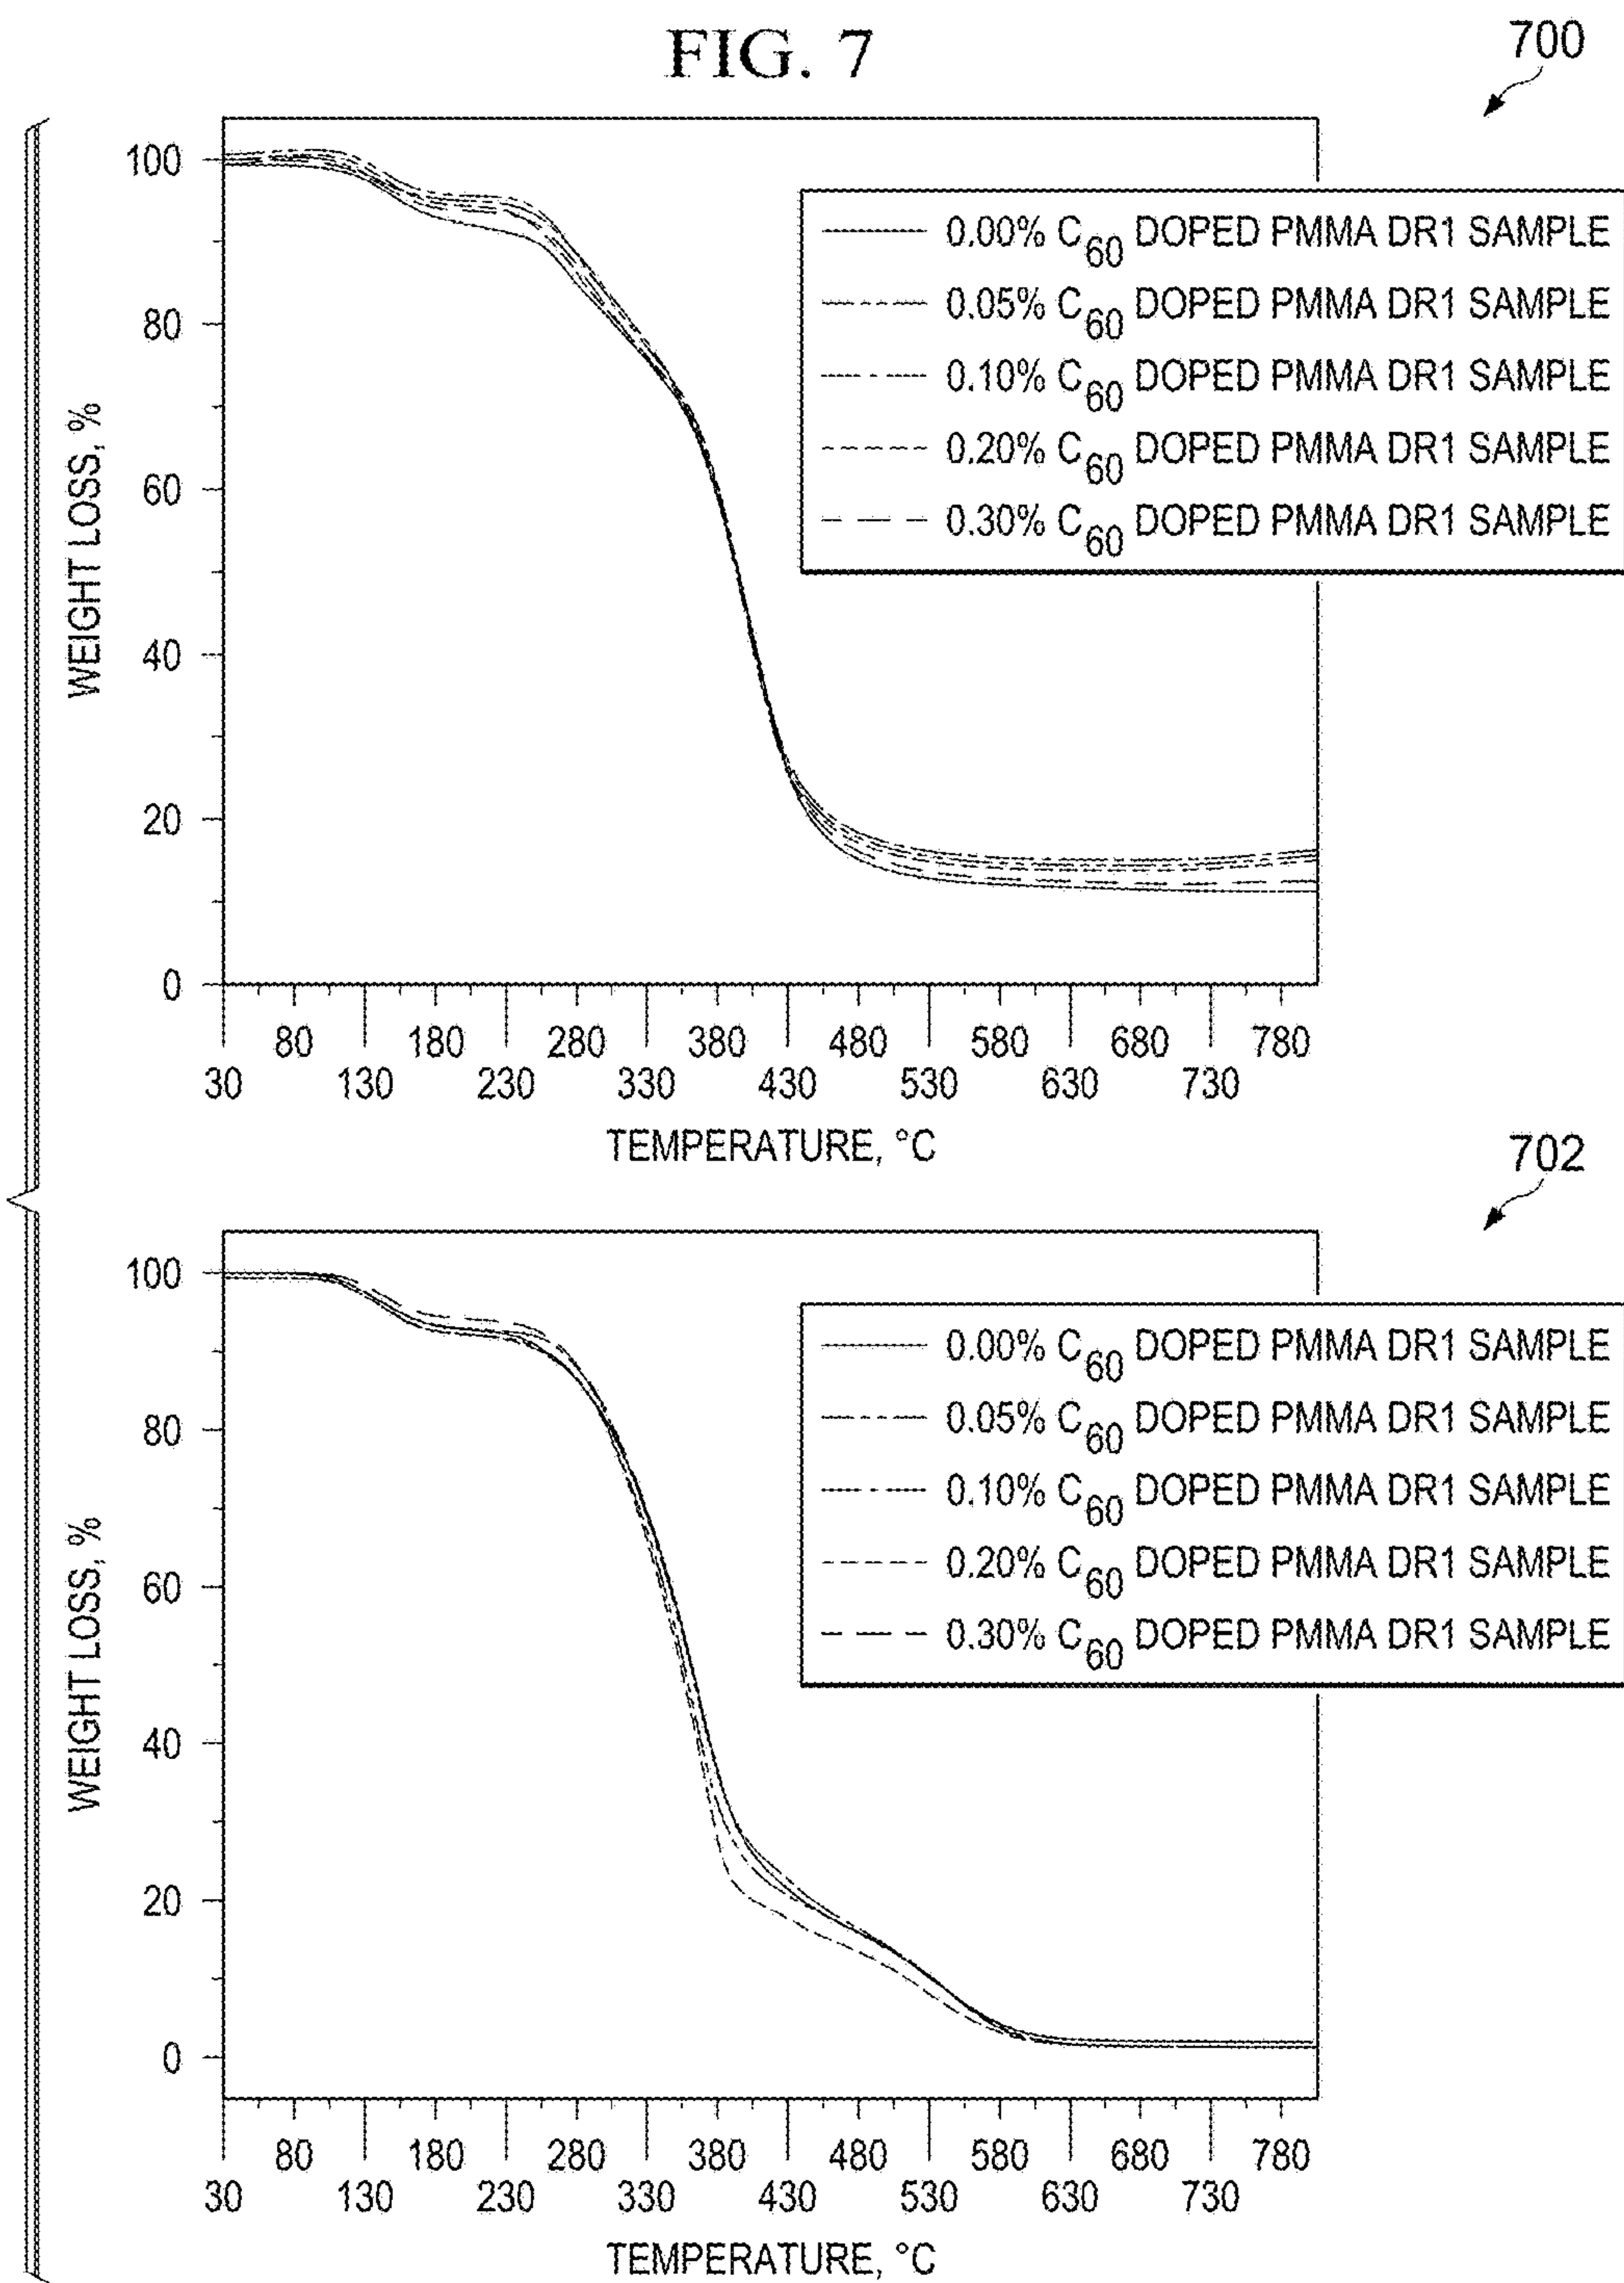 FIG. 7
700
100
80
60
40
20
0
WEIGHT LOSS, %
0.00% C60 DOPED PMMA DR1 SAMPLE
0.05% C60 DOPED PMMA DR1 SAMPLE
0.10% C60 DOPED PMMA DR1 SAMPLE
0.20% C60 DOPED PMMA DR1 SAMPLE
0.30% C60 DOPED PMMA DR1 SAMPLE
80 180 280 380 480 580 680 780
30 130 230 330 430 530 630 730
TEMPERATURE, °C
702
100
80
60
40
20
0
WEIGHT LOSS, %
0.00% C60 DOPED PMMA DR1 SAMPLE
0.05% C60 DOPED PMMA DR1 SAMPLE
0.10% C60 DOPED PMMA DR1 SAMPLE
0.20% C60 DOPED PMMA DR1 SAMPLE
0.30% C60 DOPED PMMA DR1 SAMPLE
80 180 280 380 480 580 680 780
30 130 230 330 430 530 630 730
TEMPERATURE, °C